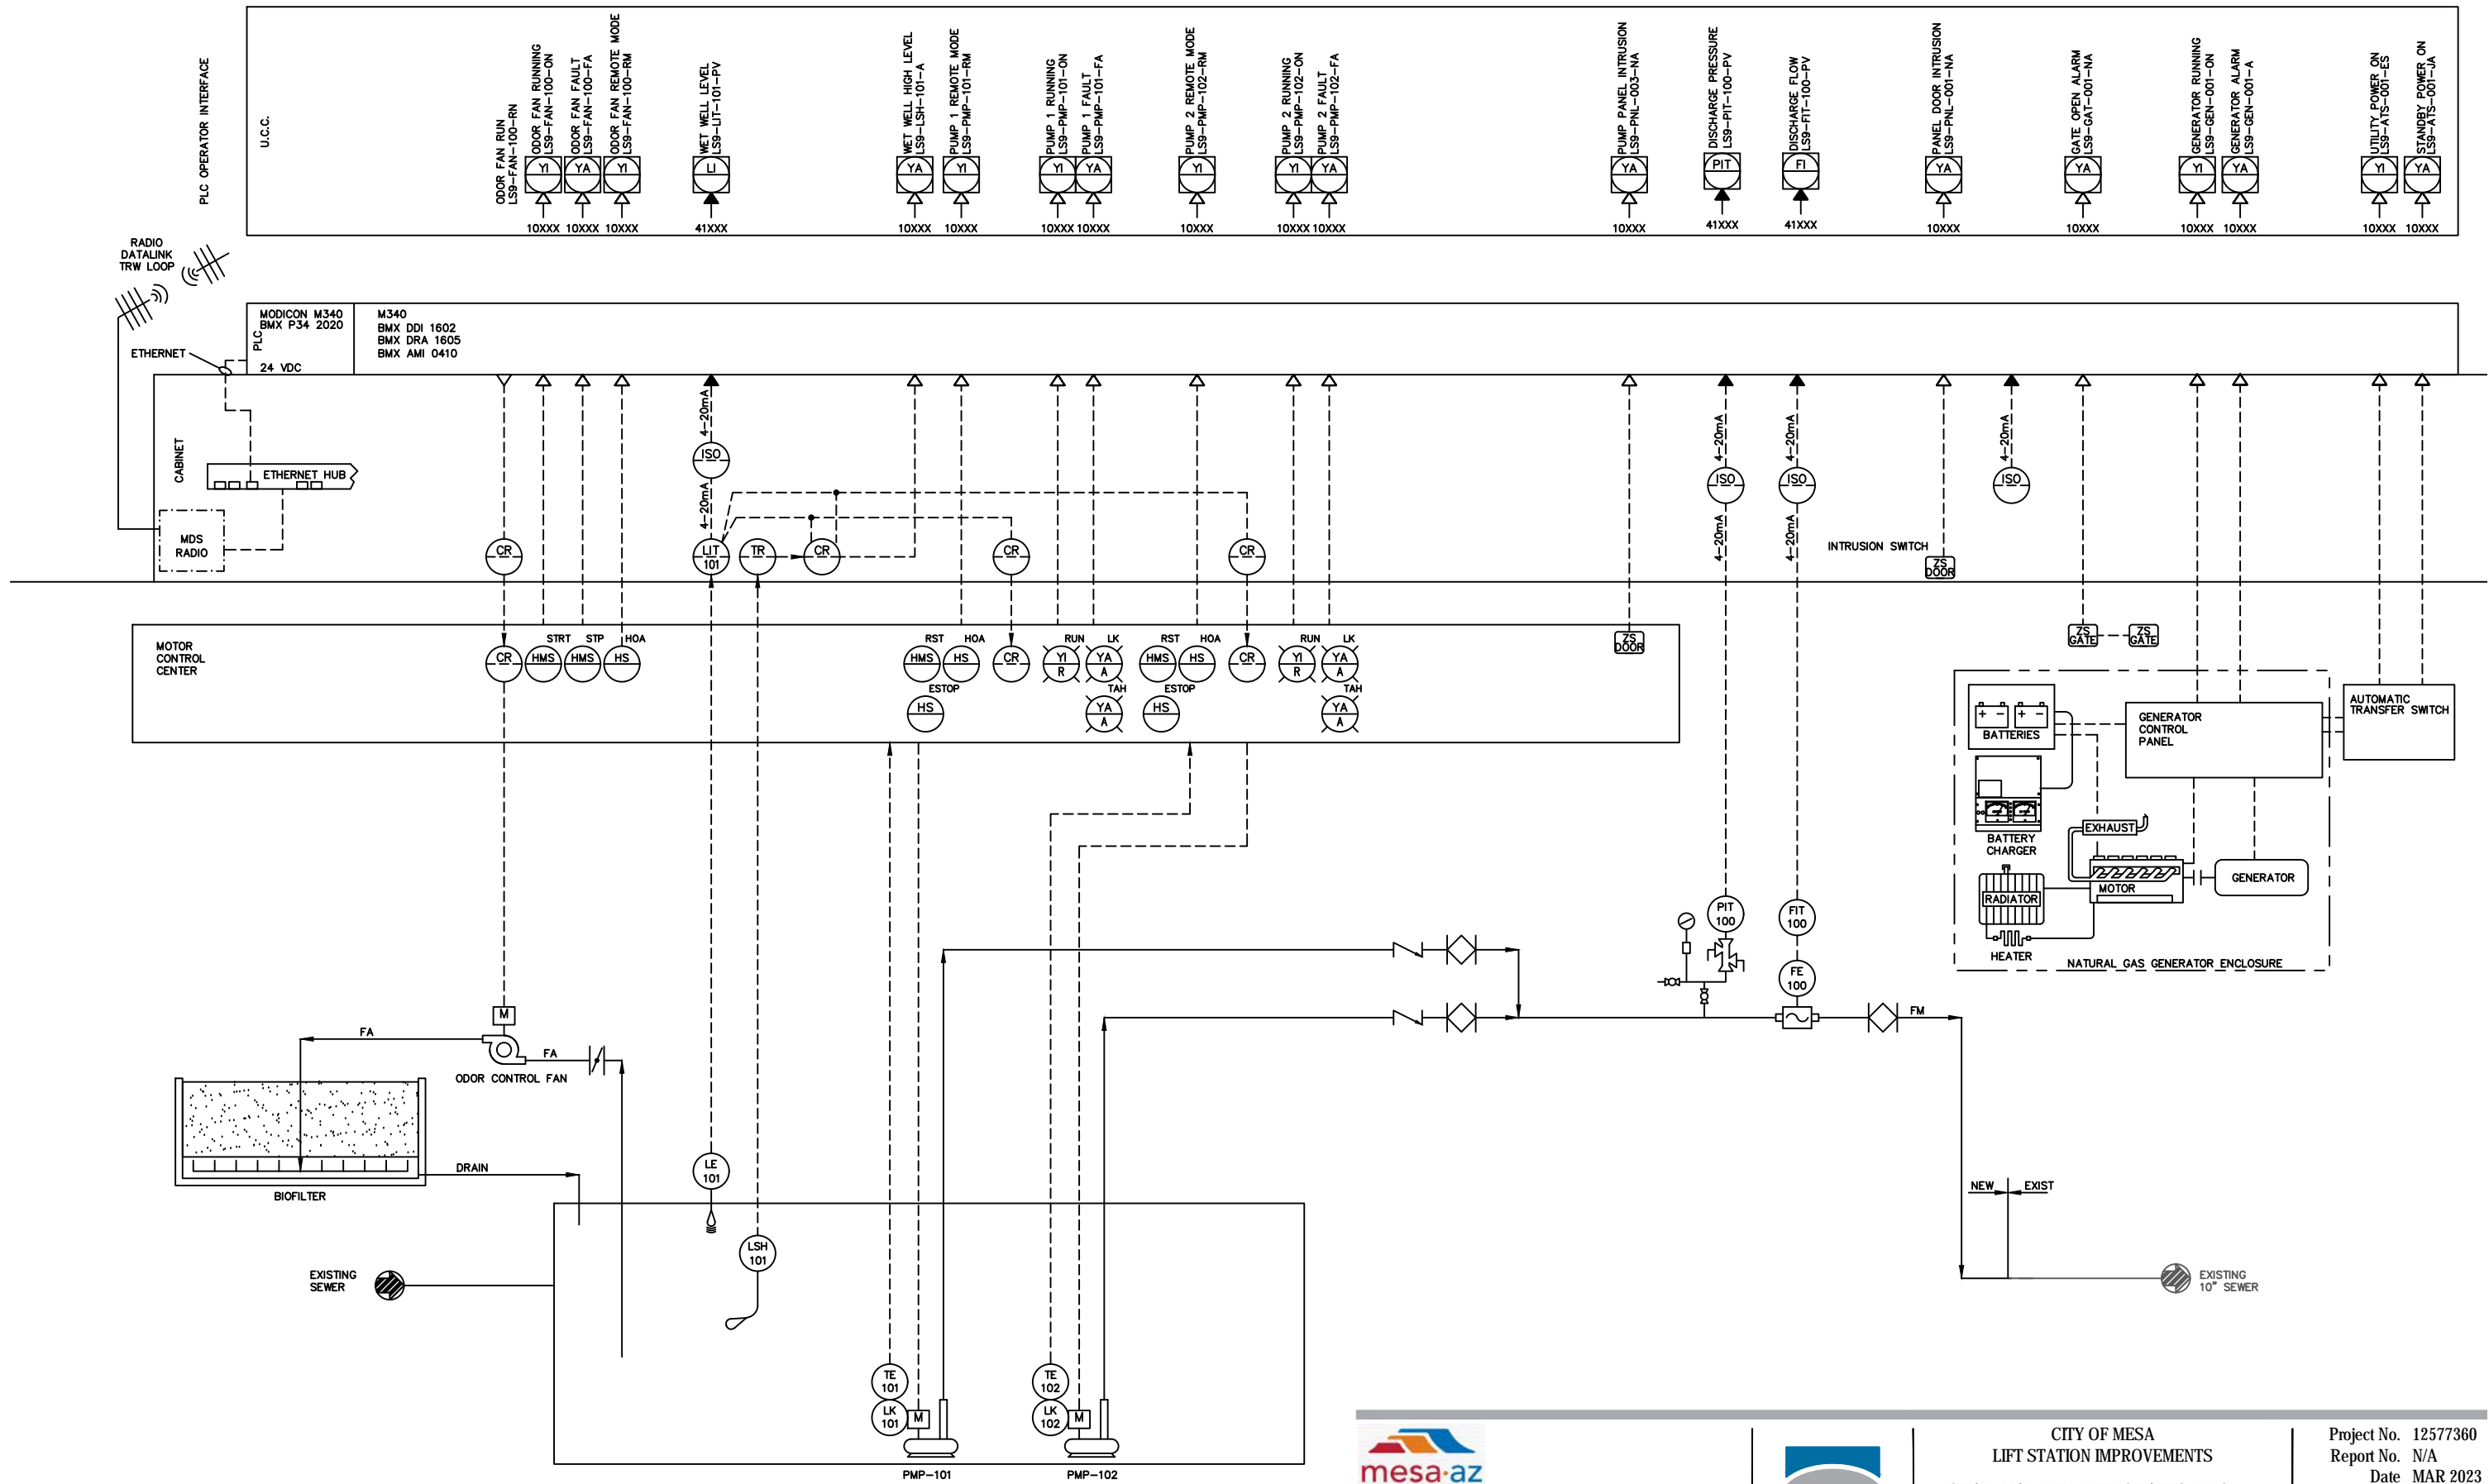 PLC OPERATOR INTERFACE
U.C.C.
ODOR FAN RUN
LS9-FAN-100-RN
ODOR FAN RUNNING
LS9-FAN-100-ON
ODOR FAN FAULT
LS9-FAN-100-FA
ODOR FAN REMOTE MODE
LS9-FAN-100-RM
WET WELL LEVEL
LS9-LIT-101-PV
WET WELL HIGH LEVEL
LS9-LSH-101-A
PUMP 1 REMOTE MODE
LS9-PMP-101-RM
PUMP 1 RUNNING
LS9-PMP-101-ON
PUMP 1 FAULT
LS9-PMP-101-FA
PUMP 2 REMOTE MODE
LS9-PMP-102-RM
PUMP 2 RUNNING
LS9-PMP-102-ON
PUMP 2 FAULT
LS9-PMP-102-FA
PUMP PANEL INTRUSION
LS9-PNL-003-NA
DISCHARGE PRESSURE
LS9-PIT-100-PV
DISCHARGE FLOW
LS9-FIT-100-PV
PANEL DOOR INTRUSION
LS9-PNL-001-NA
GATE OPEN ALARM
LS9-GAT-001-NA
GENERATOR RUNNING
LS9-GEN-001-ON
GENERATOR ALARM
LS9-GEN-001-A
UTILITY POWER ON
LS9-ATS-001-ES
STANDBY POWER ON
LS9-ATS-001-JA
YI YA YI LI YA YI YI YA YI YI YA YA PIT FI YA YA YI YA YI YA
10XXX 10XXX 10XXX 41XXX 10XXX 10XXX 10XXX 10XXX 10XXX 10XXX 10XXX 10XXX 41XXX 41XXX 10XXX 10XXX 10XXX 10XXX 10XXX 10XXX
RADIO
DATALINK
TRW LOOP
ETHERNET
MODICON M340
BMX P34 2020
PLC
24 VDC
M340
BMX DDI 1602
BMX DRA 1605
BMX AMI 0410
CABINET
ETHERNET HUB
MDS
RADIO
4-20mA
ISO
4-20mA
4-20mA
ISO
4-20mA
4-20mA
ISO
4-20mA
4-20mA
ISO
CR
LIT
101
TR
CR
CR
CR
INTRUSION SWITCH
ZS
DOOR
MOTOR
CONTROL
CENTER
STRT STP HOA
CR HMS HMS HS
RST HOA RUN LK
HMS HS CR YI
R YA
A
ESTOP TAH
HS YA
A
RST HOA RUN LK
HMS HS CR YI
R YA
A
ESTOP TAH
HS YA
A
ZS
DOOR
ZS
GATE
ZS
GATE
BATTERIES
GENERATOR
CONTROL
PANEL
AUTOMATIC
TRANSFER SWITCH
BATTERY
CHARGER
EXHAUST
MOTOR
GENERATOR
RADIATOR
HEATER
NATURAL GAS GENERATOR ENCLOSURE
PIT
100
FIT
100
FE
100
FM
M
FA
FA
ODOR CONTROL FAN
DRAIN
BIOFILTER
LE
101
LSH
101
EXISTING
SEWER
NEW EXIST
EXISTING
10" SEWER
TE
101
LK
101
M
TE
102
LK
102
M
PMP-101
PMP-102
mesa·az
CITY OF MESA
LIFT STATION IMPROVEMENTS
Project No. 12577360
Report No. N/A
Date MAR 2023